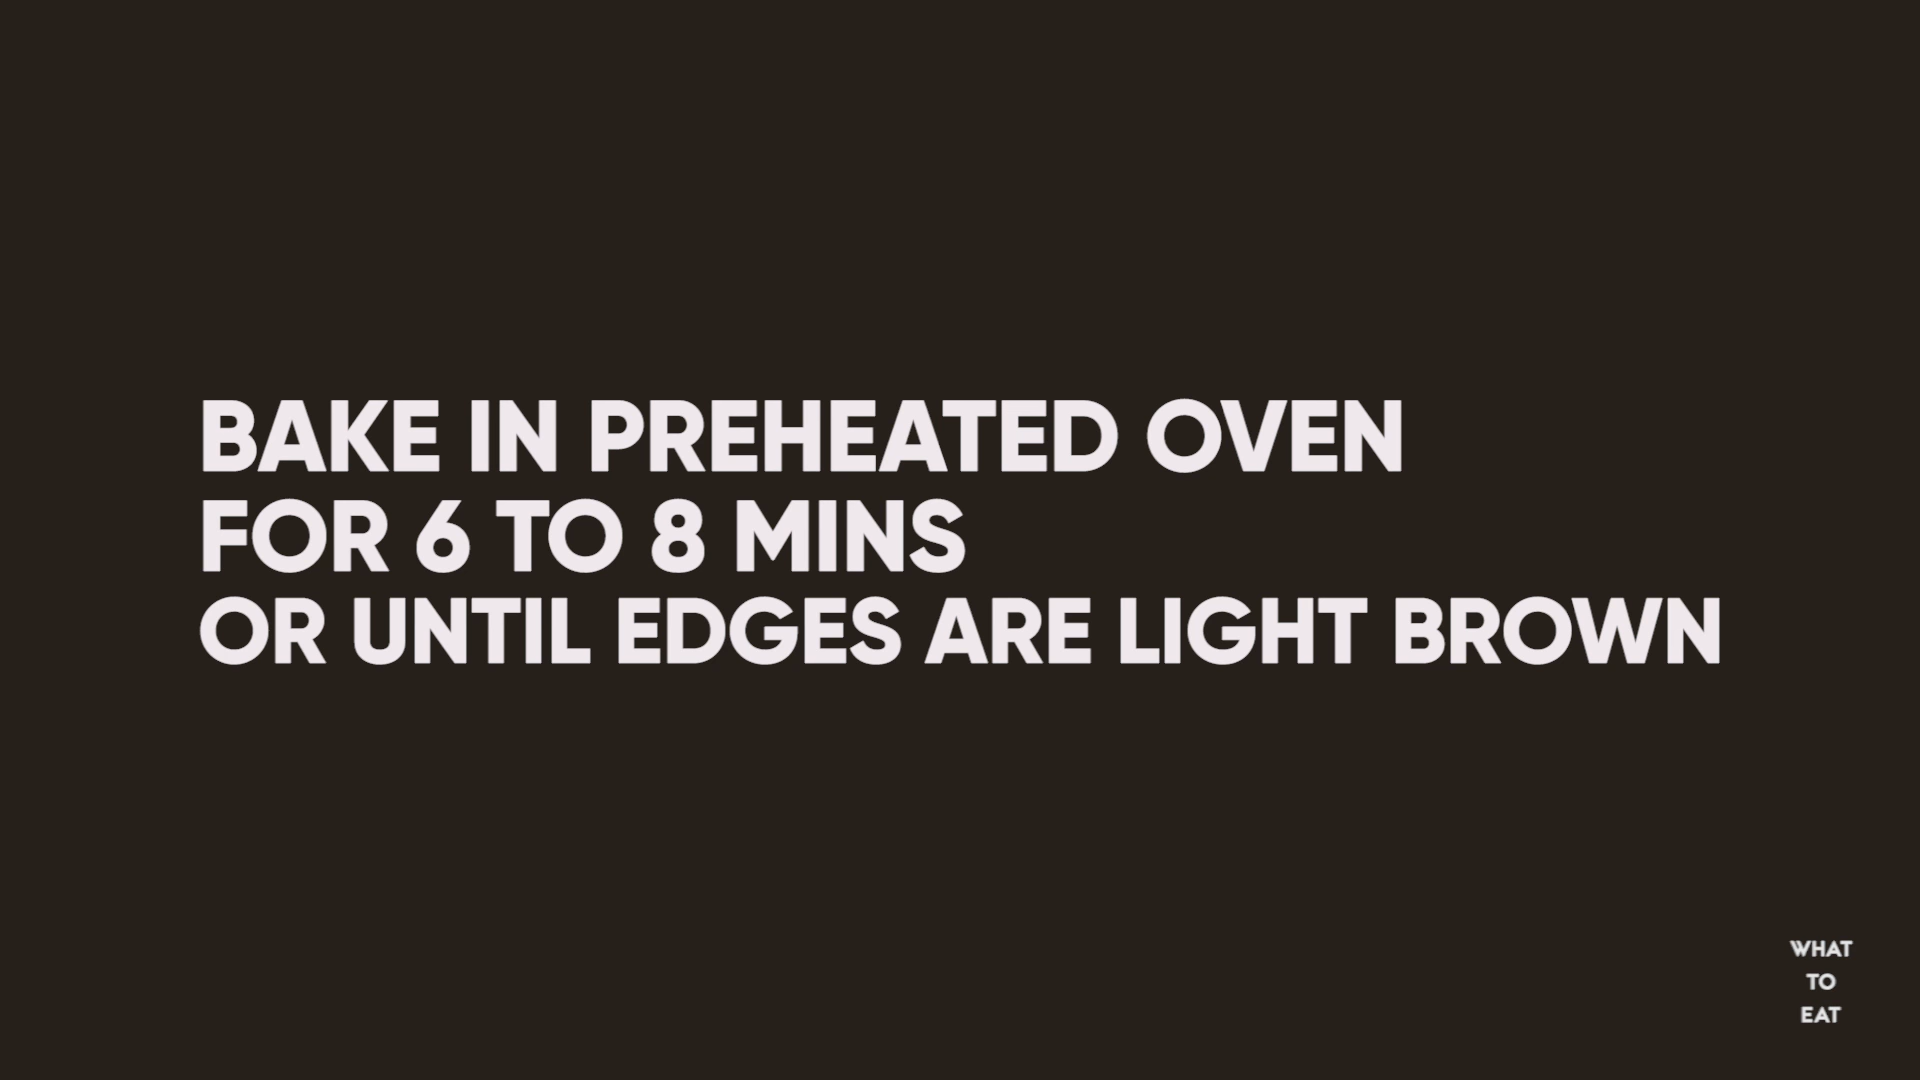 BAKE IN PREHEATED OVEN
FOR 6 TO 8 MINS
OR UNTIL EDGES ARE LIGHT BROWN
WHAT
TO
EAT